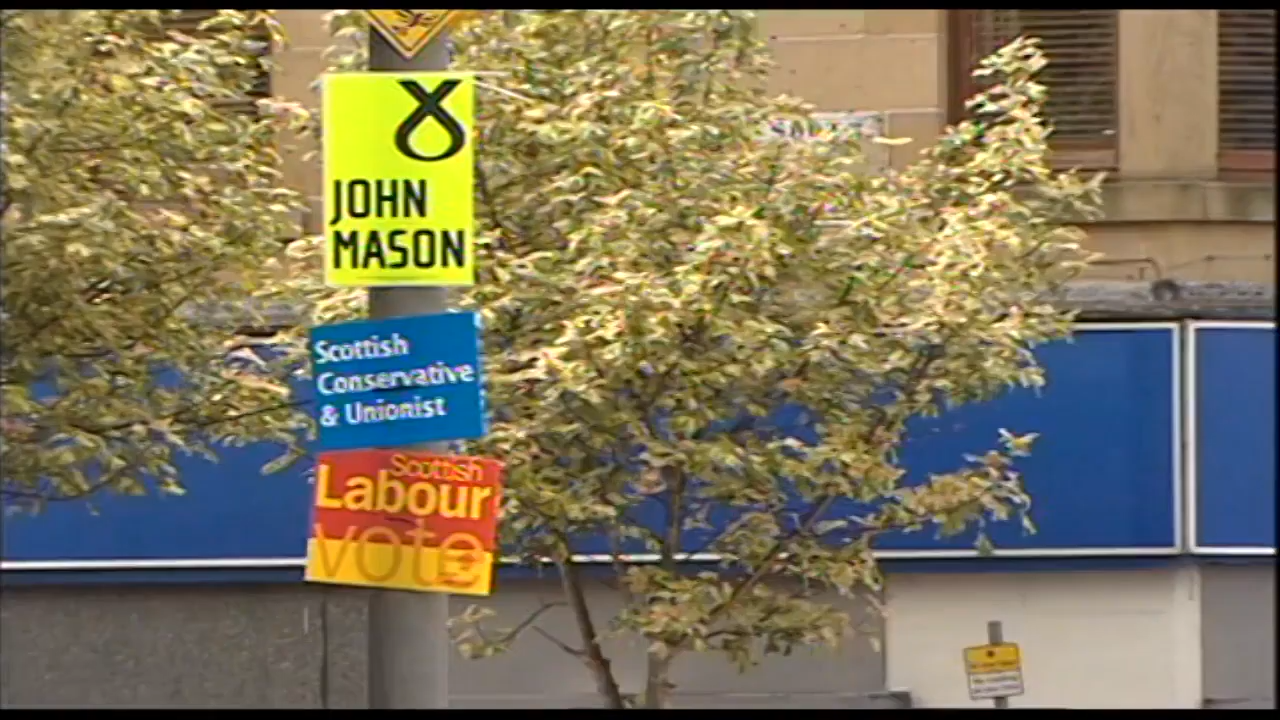 JOHN
MASON
Scottish
Conservative
& Unionist
Scottish
Labour
vote